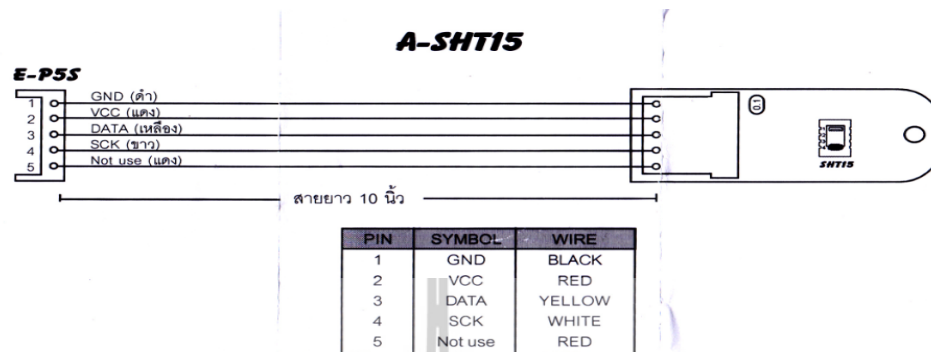 A-SHT15
E-P5S
1 GND (ดำ)
2 VCC (แดง)
3 DATA (เหลือง)
4 SCK (ขาว)
5 Not use (แดง)
สายยาว 10 นิ้ว
SHT15
PIN SYMBOL WIRE
1 GND BLACK
2 VCC RED
3 DATA YELLOW
4 SCK WHITE
5 Not use RED